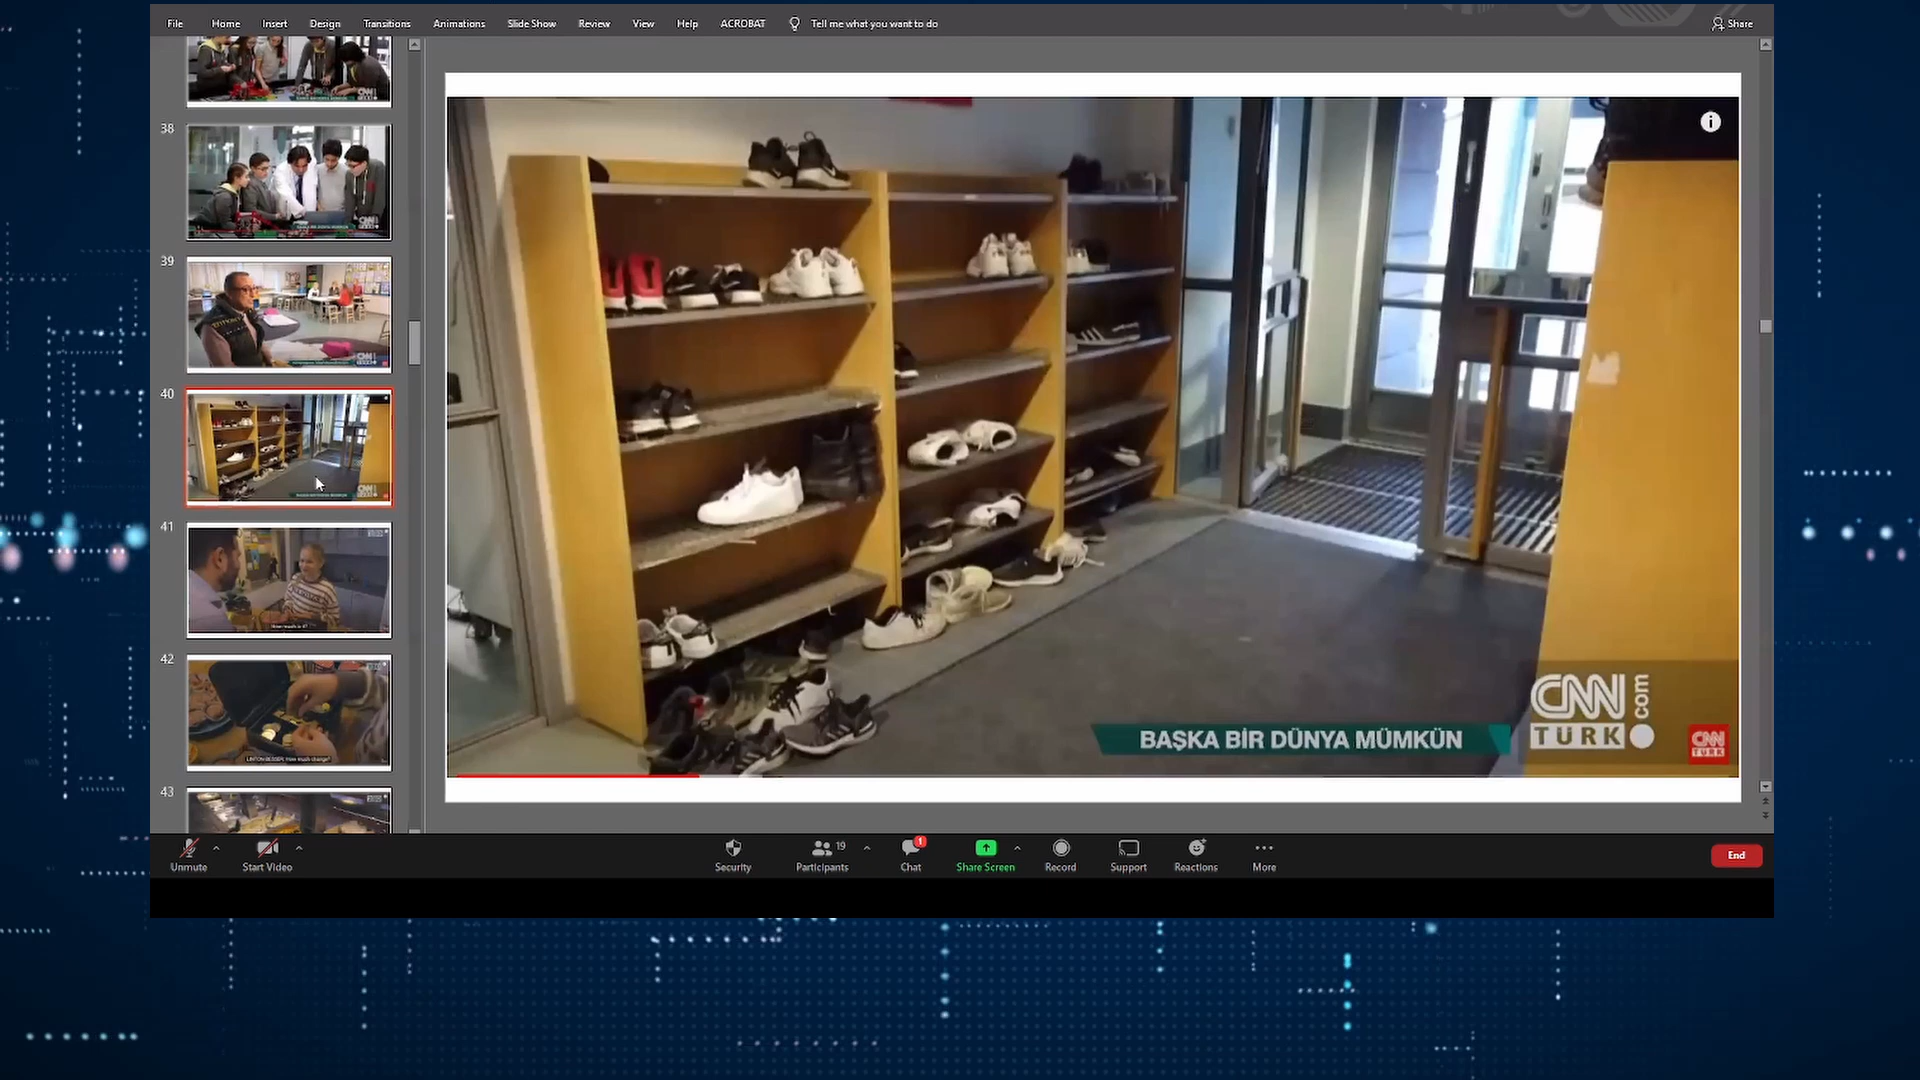 File Home Insert Design Transitions Animations Slide Show Review View Help ACROBAT Tell me what you want to do Share
38
39
40
41
42
43
BAŞKA BİR DÜNYA MÜMKÜN
CNN TURK .com
CNN TURK
Unmute Start Video Security Participants 19 Chat 1 Share Screen Record Support Reactions More End